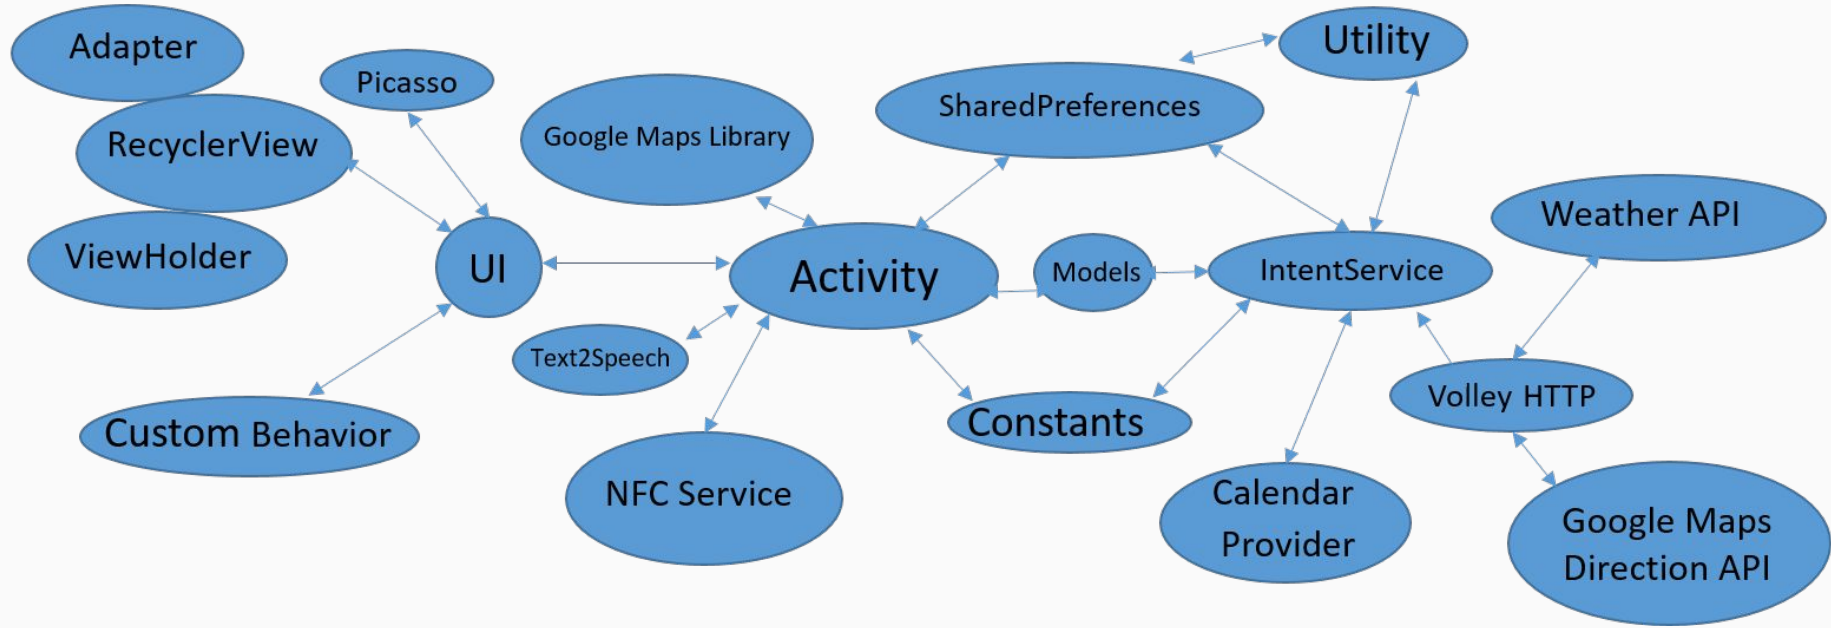 Adapter
Picasso
RecyclerView
ViewHolder
UI
Custom Behavior
Google Maps Library
Activity
Text2Speech
NFC Service
SharedPreferences
Utility
Models
IntentService
Constants
Calendar
Provider
Weather API
Volley HTTP
Google Maps
Direction API